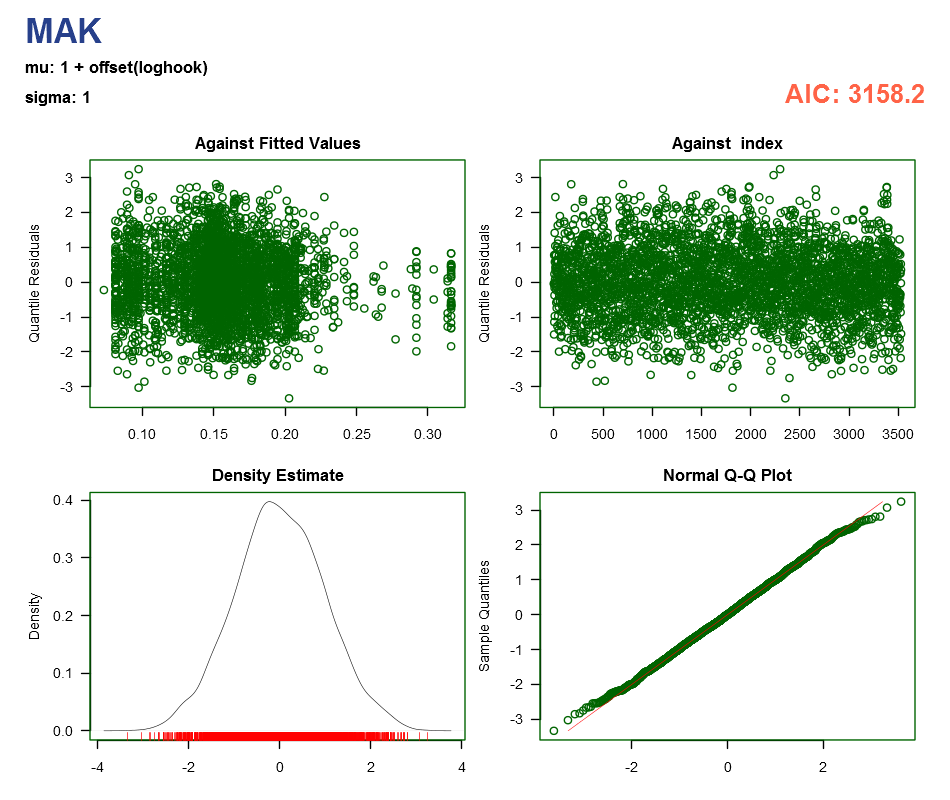 MAK
mu: 1 + offset(loghook)
sigma: 1
AIC: 3158.2
Against Fitted Values
Quantile Residuals
3
2
1
0
-1
-2
-3
0.10 0.15 0.20 0.25 0.30
Against index
Quantile Residuals
3
2
1
0
-1
-2
-3
0 500 1000 1500 2000 2500 3000 3500
Density Estimate
Density
0.4
0.3
0.2
0.1
0.0
-4 -2 0 2 4
Normal Q-Q Plot
Sample Quantiles
3
2
1
0
-1
-2
-3
-2 0 2